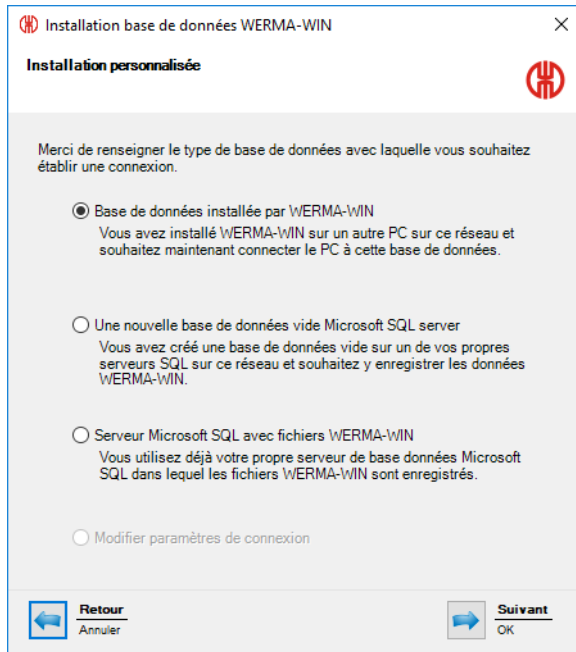 Installation base de données WERMA-WIN
Installation personnalisée
Merci de renseigner le type de base de données avec laquelle vous souhaitez
établir une connexion.
Base de données installée par WERMA-WIN
Vous avez installé WERMA-WIN sur un autre PC sur ce réseau et
souhaitez maintenant connecter le PC à cette base de données.
Une nouvelle base de données vide Microsoft SQL server
Vous avez créé une base de données vide sur un de vos propres
serveurs SQL sur ce réseau et souhaitez y enregistrer les données
WERMA-WIN.
Serveur Microsoft SQL avec fichiers WERMA-WIN
Vous utilisez déjà votre propre serveur de base données Microsoft
SQL dans lequel les fichiers WERMA-WIN sont enregistrés.
Modifier paramètres de connexion
Retour
Annuler
Suivant
OK